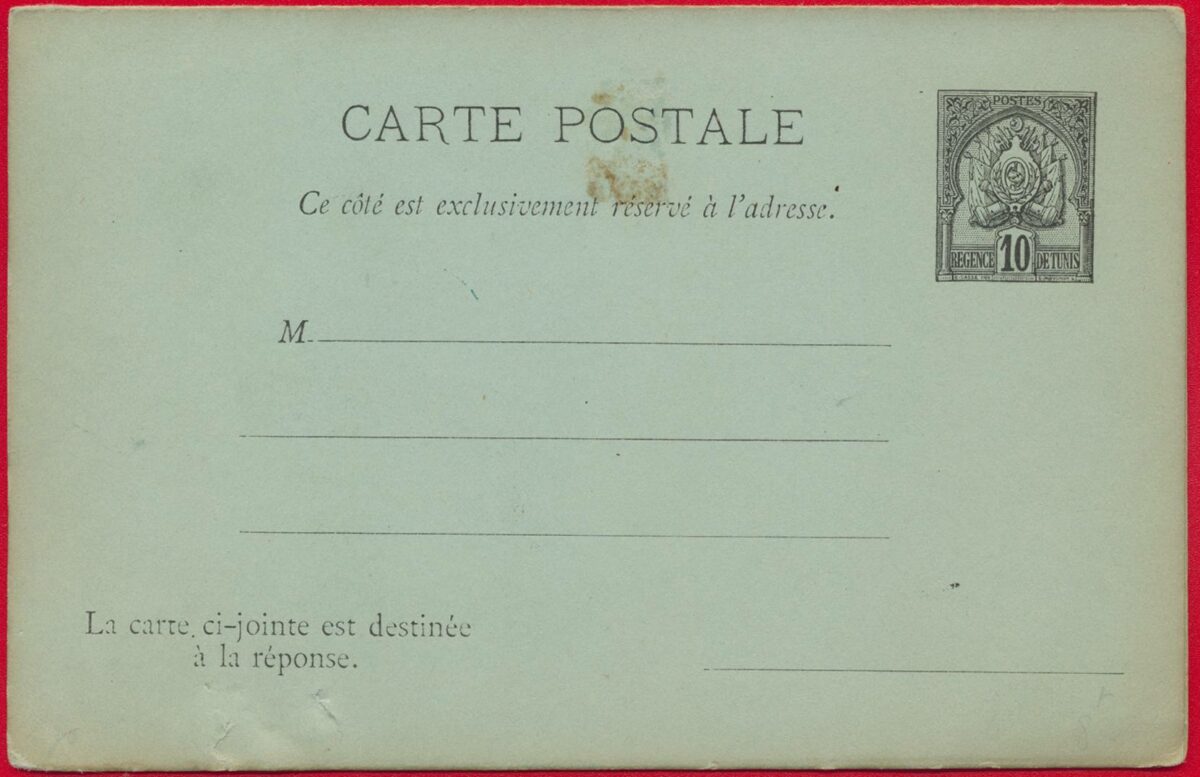 CARTE POSTALE
Ce côté est exclusivement réservé à l'adresse.
POSTES
REGENCE 10 DE TUNIS
M.
La carte ci-jointe est destinée
à la réponse.